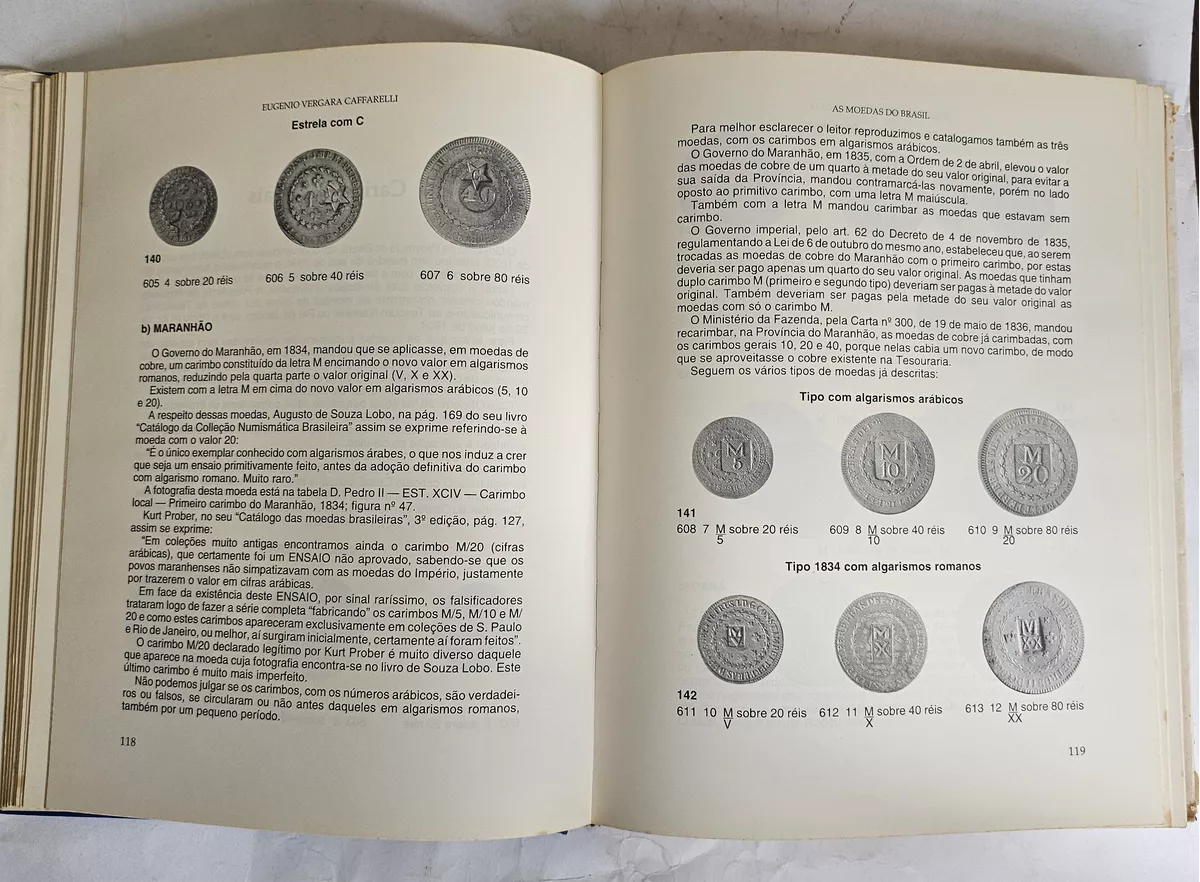 EUGENIO VERGARA CAFFARELLI
Estrela com C
140
605 4 sobre 20 réis 606 5 sobre 40 réis 607 6 sobre 80 réis
b) MARANHÃO
O Governo do Maranhão, em 1834, mandou que se aplicasse, em moedas de
cobre, um carimbo constituído da letra M encimando o novo valor em algarismos
romanos, reduzindo pela quarta parte o valor original (V, X e XX).
Existem com a letra M em cima do novo valor em algarismos arábicos (5, 10
e 20).
A respeito dessas moedas, Augusto de Souza Lobo, na pág. 169 do seu livro
“Catálogo da Colleção Numismática Brasileira” assim se exprime referindo-se à
moeda com o valor 20:
“É o único exemplar conhecido com algarismos árabes, o que nos induz a crer
que seja um ensaio primitivamente feito, antes da adoção definitiva do carimbo
com algarismo romano. Muito raro.”
A fotografia desta moeda está na tabela D. Pedro II — EST. XCIV — Carimbo
local — Primeiro carimbo do Maranhão, 1834; figura nº 47.
Kurt Prober, no seu “Catálogo das moedas brasileiras”, 3º edição, pág. 127,
assim se exprime:
“Em coleções muito antigas encontramos ainda o carimbo M/20 (cifras
arábicas), que certamente foi um ENSAIO não aprovado, sabendo-se que os
povos maranhenses não simpatizavam com as moedas do Império, justamente
por trazerem o valor em cifras arábicas.
Em face da existência deste ENSAIO, por sinal raríssimo, os falsificadores
trataram logo de fazer a série completa “fabricando” os carimbos M/5, M/10 e M/
20 e como estes carimbos apareceram exclusivamente em coleções de S. Paulo
e Rio de Janeiro, ou melhor, aí surgiram inicialmente, certamente aí foram feitos”.
O carimbo M/20 declarado legítimo por Kurt Prober é muito diverso daquele
que aparece na moeda cuja fotografia encontra-se no livro de Souza Lobo. Este
último carimbo é muito mais imperfeito.
Não podemos julgar se os carimbos, com os números arábicos, são verdadei-
ros ou falsos, se circularam ou não antes daqueles em algarismos romanos,
também por um pequeno período.
118
AS MOEDAS DO BRASIL
Para melhor esclarecer o leitor reproduzimos e catalogamos também as três
moedas, com os carimbos em algarismos arábicos.
O Governo do Maranhão, em 1835, com a Ordem de 2 de abril, elevou o valor
das moedas de cobre de um quarto à metade do seu valor original, para evitar a
sua saída da Província, mandou contramarcá-las novamente, porém no lado
oposto ao primitivo carimbo, com uma letra M maiúscula.
Também com a letra M mandou carimbar as moedas que estavam sem
carimbo.
O Governo imperial, pelo art. 62 do Decreto de 4 de novembro de 1835,
regulamentando a Lei de 6 de outubro do mesmo ano, estabeleceu que, ao serem
trocadas as moedas de cobre do Maranhão com o primeiro carimbo, por estas
deveria ser pago apenas um quarto do seu valor original. As moedas que tinham
duplo carimbo M (primeiro e segundo tipo) deveriam ser pagas à metade do valor
original. Também deveriam ser pagas pela metade do seu valor original as
moedas com só o carimbo M.
O Ministério da Fazenda, pela Carta nº 300, de 19 de maio de 1836, mandou
recarimbar, na Província do Maranhão, as moedas de cobre já carimbadas, com
os carimbos gerais 10, 20 e 40, porque nelas cabia um novo carimbo, de modo
que se aproveitasse o cobre existente na Tesouraria.
Seguem os vários tipos de moedas já descritas:
Tipo com algarismos arábicos
M 5
M 10
M 20
141
608 7 M sobre 20 réis 609 8 M sobre 40 réis 610 9 M sobre 80 réis
5 10 20
Tipo 1834 com algarismos romanos
M V
M X
M XX
142
611 10 M sobre 20 réis 612 11 M sobre 40 réis 613 12 M sobre 80 réis
V X XX
119